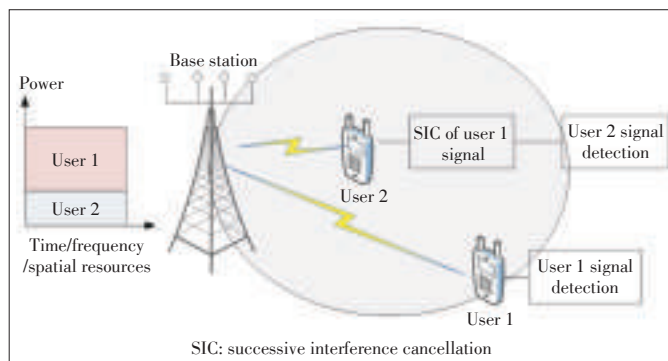 Base station
Power
User 1
User 2
Time/frequency
/spatial resources
User 2
SIC of user 1
signal
User 2 signal
detection
User 1
User 1 signal
detection
SIC: successive interference cancellation